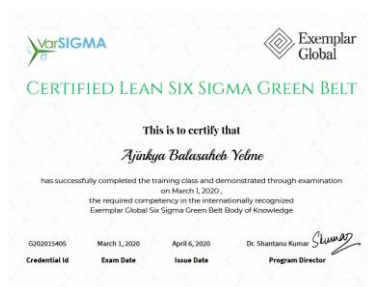 VarSIGMA
Exemplar
Global
CERTIFIED LEAN SIX SIGMA GREEN BELT
This is to certify that
Ajinkya Balasaheb Yelme
has successfully completed the training class and demonstrated through examination
on March 1, 2020 ,
the required competency in the internationally recognized
Exemplar Global Six Sigma Green Belt Body of Knowledge
G202015405 March 1, 2020 April 6, 2020 Dr. Shantanu Kumar
Credential Id Exam Date Issue Date Program Director